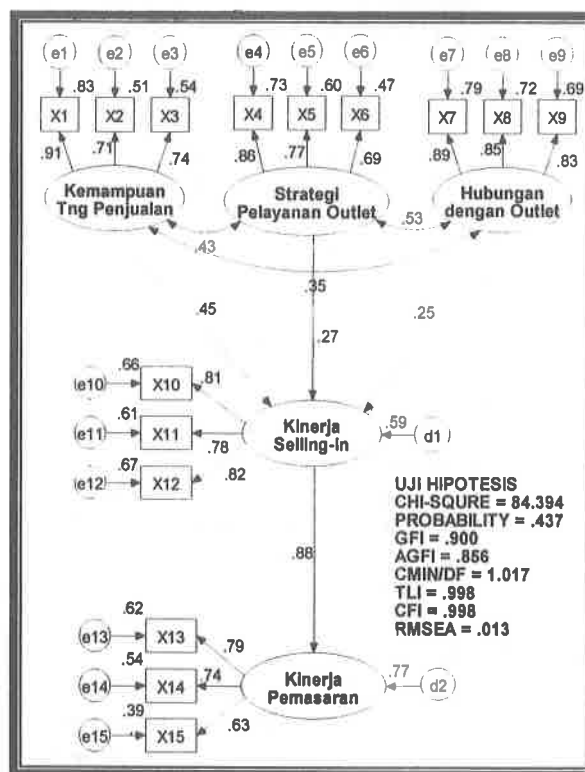 e1 e2 e3 e4 e5 e6 e7 e8 e9
.83 .51 .54 .73 .60 .47 .79 .72 .69
X1 X2 X3 X4 X5 X6 X7 X8 X9
.91 .71 .74 .86 .77 .69 .89 .85 .83
Kemampuan
Tng Penjualan
Strategi
Pelayanan Outlet
Hubungan
dengan Outlet
.43 .53
.35
.45 .27 .25
.66
e10 X10 .81
.61
e11 X11 .78
.67
e12 X12 .82
Kinerja
Selling-in
.59
d1
UJI HIPOTESIS
CHI-SQURE = 84.394
PROBABILITY = .437
GFI = .900
AGFI = .856
CMIN/DF = 1.017
TLI = .998
CFI = .998
RMSEA = .013
.88
.62
e13 X13 .79
.54
e14 X14 .74
.39
e15 X15 .63
Kinerja
Pemasaran
.77
d2